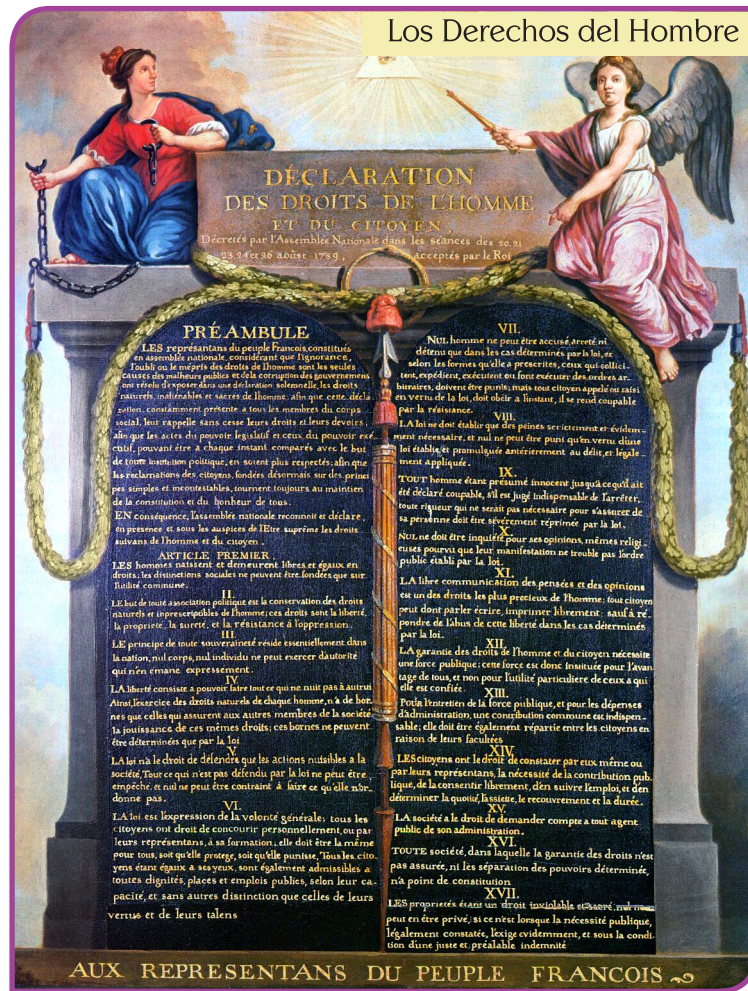 Los Derechos del Hombre
DÉCLARATION
DES DROITS DE L'HOMME
ET DU CITOYEN,
Décretés par l'Assemblée Nationale dans les séances des 20, 21
23, 24 et 26 août 1789, acceptés par le Roi
PRÉAMBULE
LES représantans du peuple François, constitués
en assemblée nationale, considérant que l'ignorance,
l'oubli ou le mépris des droits de l'homme sont les seules
causes des malheurs publics et de la corruption des gouvernemens
ont résolu d'exposer dans une déclaration solemnelle, les droits
naturels, inaliénables et sacrés de l'homme; afin que cette décla
ration, constamment présente a tous les membres du corps
social, leur rappelle sans cesse leurs droits et leurs devoirs;
afin que les actes du pouvoir législatif et ceux du pouvoir exé-
cutif, pouvant être a chaque instant comparés avec le but
de toute institution politique, en soient plus respectés; afin que
les reclamations des citoyens, fondées désormais sur des princi
pes simples et incontestables, tournent toujours au maintien
de la constitution et du bonheur de tous.
EN conséquence, l'assemblée nationale reconnoit et déclare,
en presence et sous les auspices de l'Etre suprême les droits
suivans de l'homme et du citoyen.
ARTICLE PREMIER.
LES hommes naissent et demeurent libres et égaux en
droits; les distinctions sociales ne peuvent être fondées que sur
l'utilité commune.
II.
LE but de toute association politique est la conservation des droits
naturels et inprescriptibles de l'homme; ces droits sont la liberté,
la proprieté, la sureté, et la résistance à l'oppression.
III.
LE principe de toute souveraineté réside essentiellement dans
la nation, nul corps, nul individu ne peut exercer d'autorité
qui n'en émane expressement.
IV.
LA liberté consiste a pouvoir faire tout ce qui ne nuit pas à autrui
Ainsi, l'exercice des droits naturels de chaque homme, n'a de bor-
nes que celles qui assurent aux autres membres de la société
la jouissance de ces mêmes droits; ces bornes ne peuvent
être déterminées que par la loi
V.
LA loi n'a le droit de défendre que les actions nuisibles a la
société. Tout ce qui n'est pas défendu par la loi ne peut être
empêché, et nul ne peut être contraint à faire ce qu'elle n'or-
donne pas.
VI.
LA loi est l'expression de la volonté générale; tous les
citoyens ont droit de concourir personnellement, ou par
leurs représentans, à sa formation; elle doit être la même
pour tous, soit qu'elle protege, soit qu'elle punisse, Tous les cito
yens étant égaux a ses yeux, sont également admissibles a
toutes dignités, places et emplois publics, selon leur ca-
pacité, et sans autres distinction que celles de leurs
vertus et de leurs talens
VII.
NUL homme ne peut être accusé, arreté ni
détenu que dans les cas déterminés par la loi, et
selon les formes qu'elle a prescrites, ceux qui sollici-
tent, expédient, exécutent ou font exécuter des ordres ar-
bitraires, doivent être punis; mais tout citoyen appelé ou saisi
en vertu de la loi, doit obéir a l'instant, il se rend coupable
par la résistance.
VIII.
LA loi ne doit établir que des peines strictement et évidem-
ment nécessaire, et nul ne peut être puni qu'en vertu d'une
loi établie et promulguée antérierement au délit, et légale-
ment appliquée.
IX.
TOUT homme étant présumé innocent jusqu'a ce qu'il ait
été déclaré coupable, s'il est jugé indispensable de l'arrêter,
toute rigueur qui ne serait pas nécessaire pour s'assurer de
sa personne doit être sévèrement réprimée par la loi.
X.
NUL ne doit être inquiété pour ses opinions, mêmes religi-
euses pourvu que leur manifestation ne trouble pas l'ordre
public établi par la loi.
XI.
LA libre communication des pensées et des opinions
est un des droits les plus precieux de l'homme: tout citoyen
peut dont parler écrire, imprimer librement; sauf à ré-
pondre de l'abus de cette liberté dans les cas déterminés
par la loi.
XII.
LA garantie des droits de l'homme et du citoyen nécessite
une force publique; cette force est donc instituée pour l'avan-
tage de tous, et non pour l'utilité particuliere de ceux a qui
elle est confiée.
XIII.
POUR l'entretien de la force publique, et pour les dépenses
d'administration, une contribution commune est indispen-
sable; elle doit être également répartie entre les citoyens en
raison de leurs facultées
XIV.
LES citoyens ont le droit de constater par eux même ou
par leurs représentans, la nécessité de la contribution pub-
lique, de la consentir librement, d'en suivre l'emploi, et d'en
déterminer la quotité, l'assiette, le recouvrement et la durée.
XV.
LA société a le droit de demander compte a tout agent
public de son administration.
XVI.
TOUTE société, dans laquelle la garantie des droits n'est
pas assurée, ni les séparation des pouvoirs déterminée,
n'a point de constitution
XVII.
LES proprietés étant un droit inviolable et sacré, nul ne
peut en être privé, si ce n'est lorsque la nécessité publique,
légalement constatée, l'exige evidemment, et sous la condi-
tion d'une juste et préalable indemnité
AUX REPRESENTANS DU PEUPLE FRANCOIS